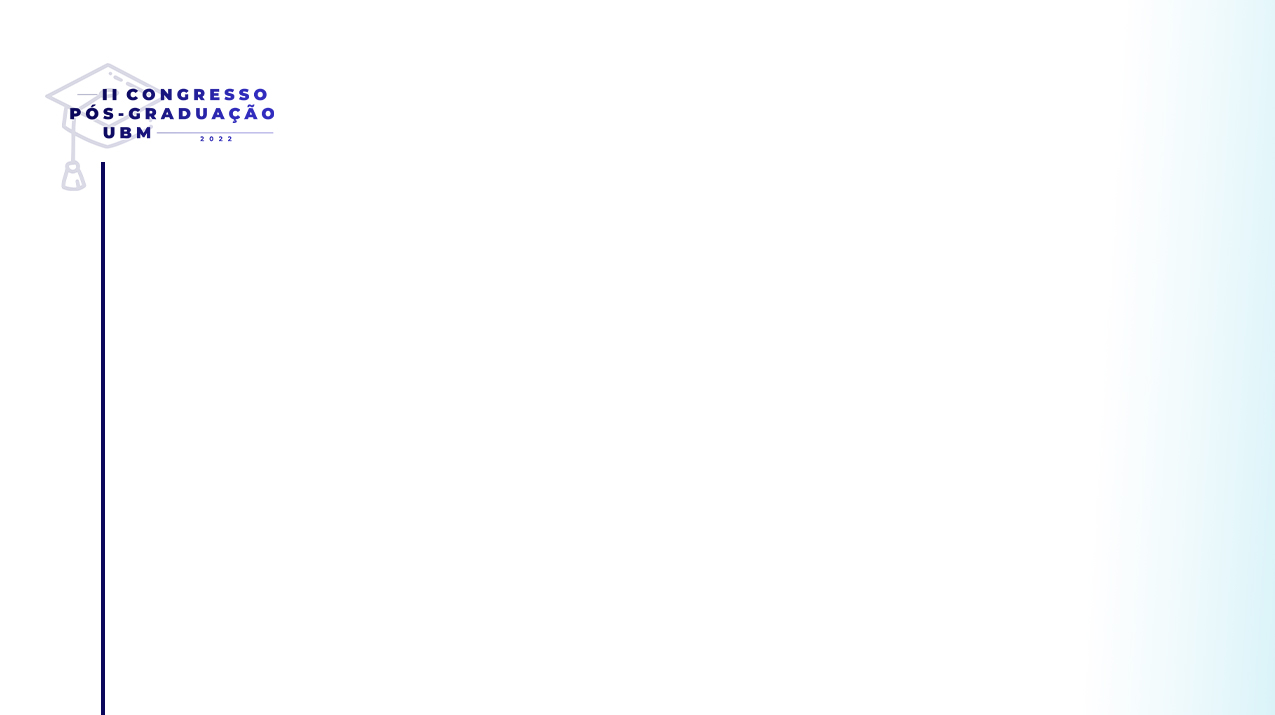 II CONGRESSO
PÓS-GRADUAÇÃO
UBM
2022